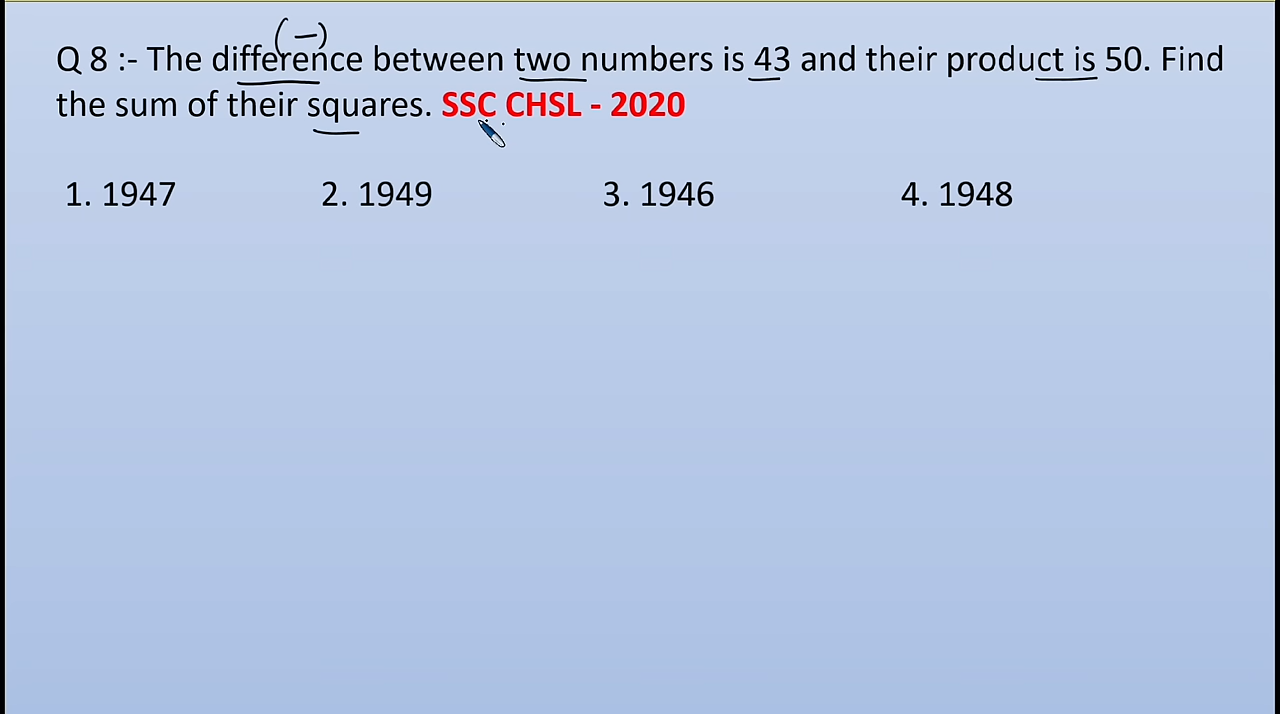 (−)
Q 8 :- The difference between two numbers is 43 and their product is 50. Find
the sum of their squares. SSC CHSL - 2020
1. 1947 2. 1949 3. 1946 4. 1948